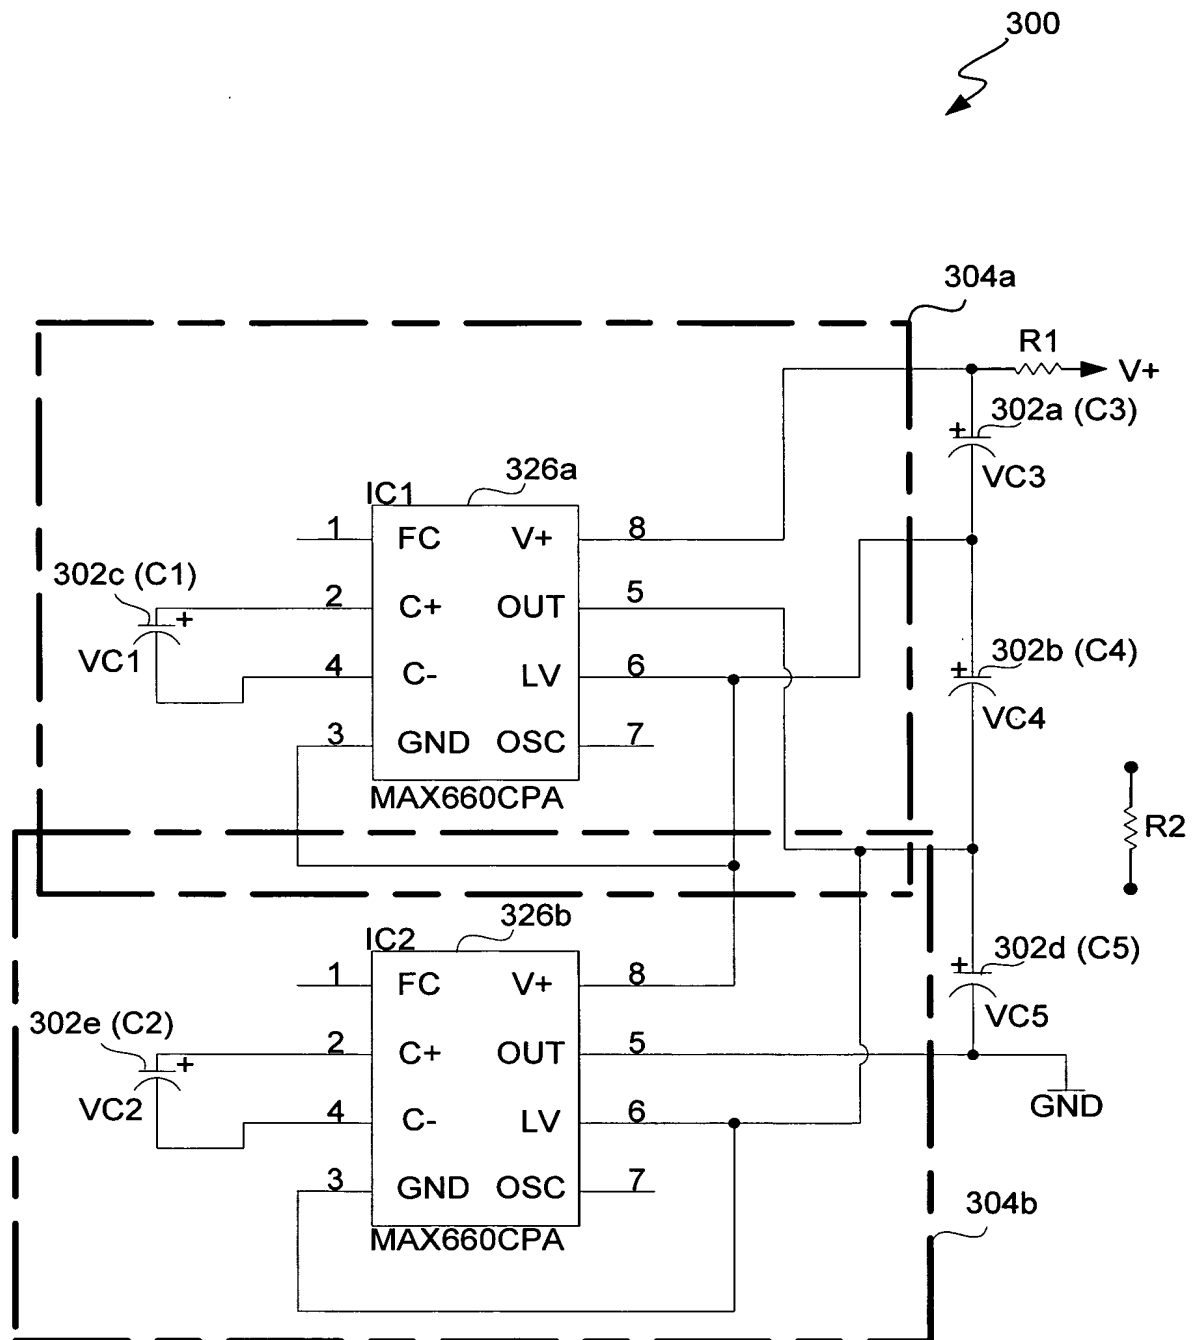 300
304a
R1
V+
302a (C3)
VC3
326a
IC1
1 FC V+ 8
302c (C1)
2 C+ OUT 5
+
VC1
4 C- LV 6
302b (C4)
+
VC4
3 GND OSC 7
MAX660CPA
R2
326b
IC2
1 FC V+ 8
302d (C5)
+
VC5
302e (C2)
2 C+ OUT 5
+
VC2
4 C- LV 6
GND
3 GND OSC 7
304b
MAX660CPA